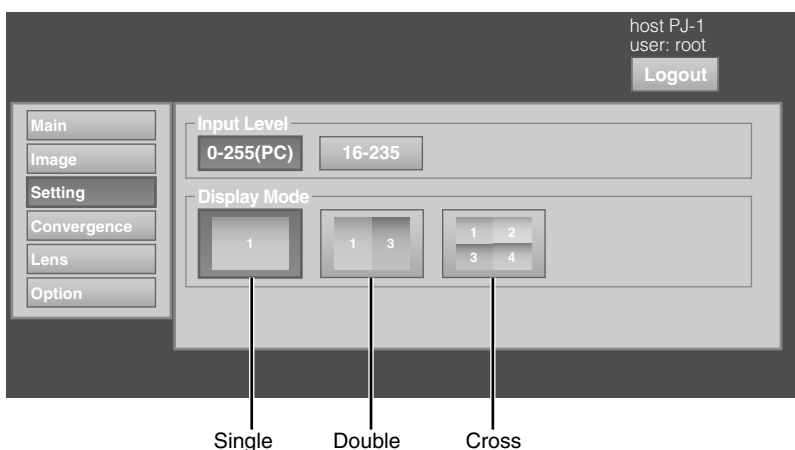 host PJ-1
user: root
Logout
Main
Image
Setting
Convergence
Lens
Option
Input Level
0-255(PC) 16-235
Display Mode
1 1 3 1 2
3 4
Single Double Cross